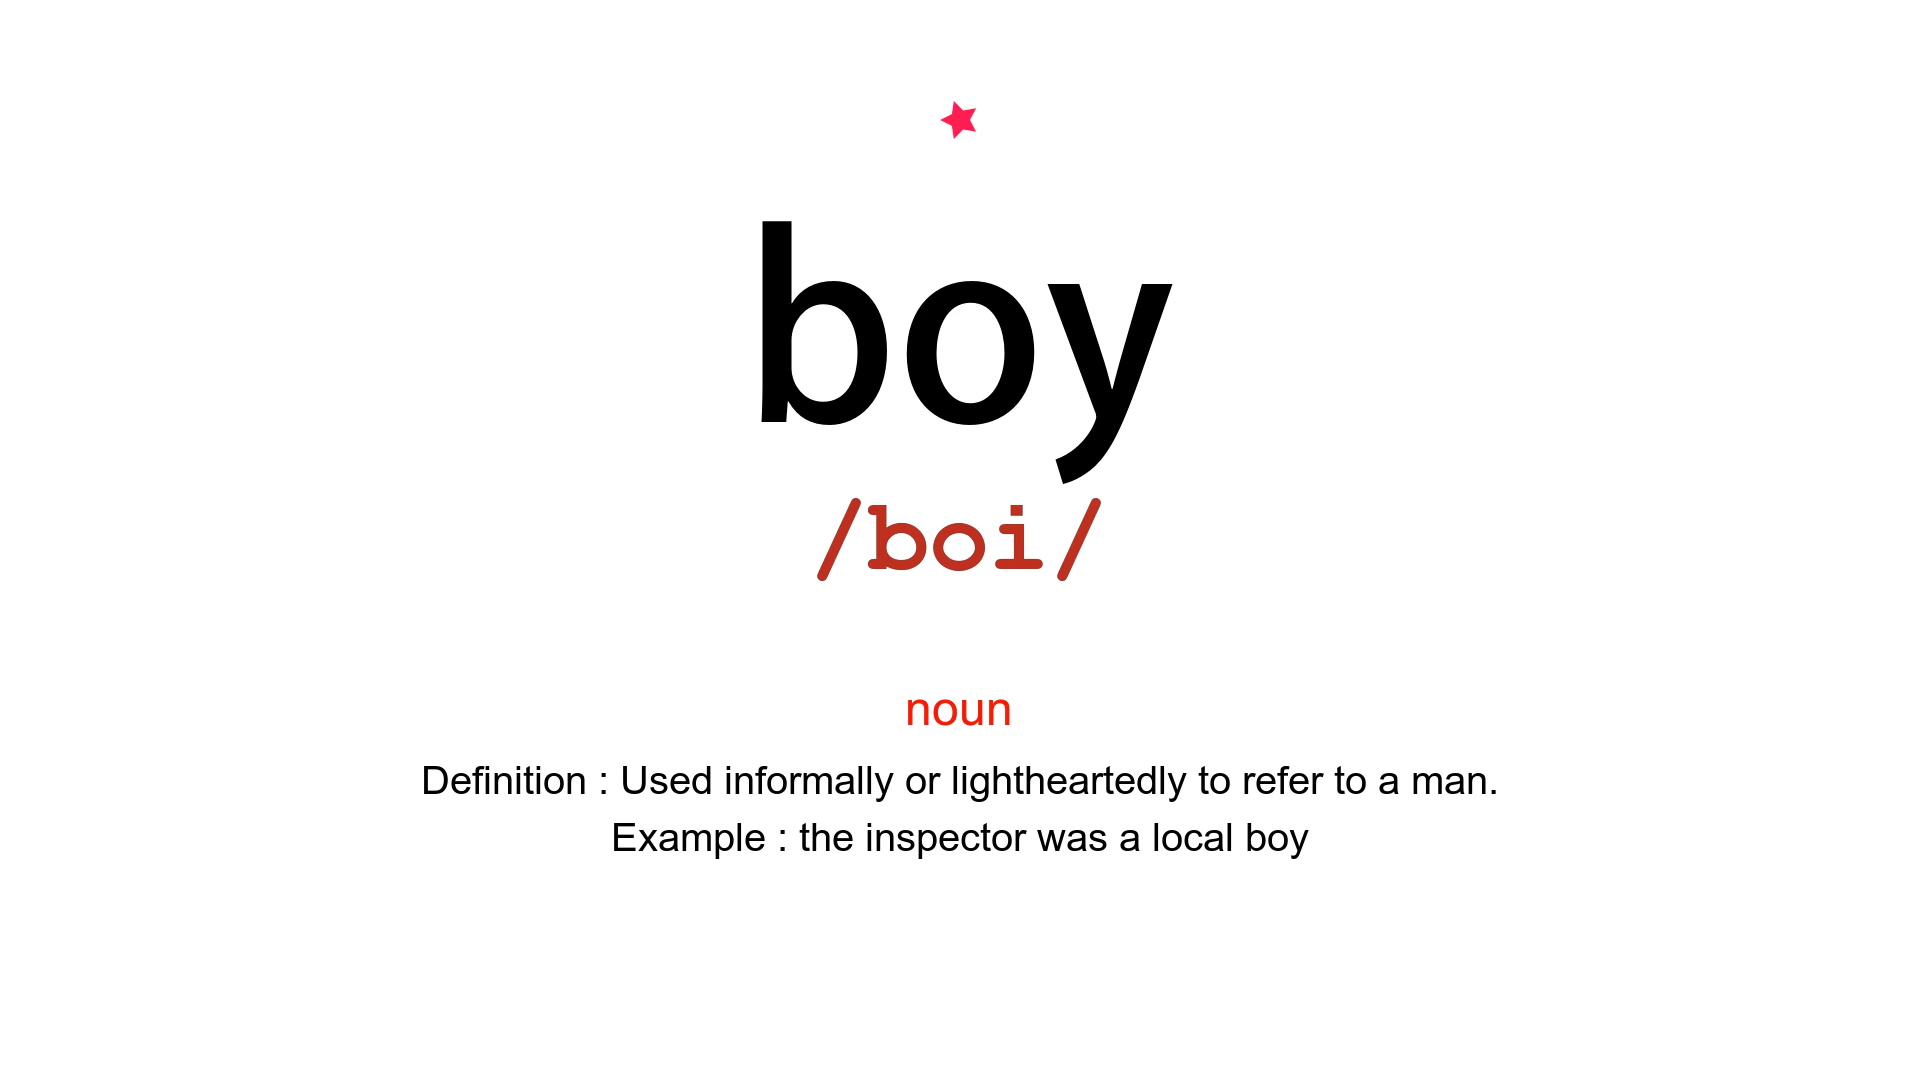 boy
/boi/
noun
Definition : Used informally or lightheartedly to refer to a man.
Example : the inspector was a local boy